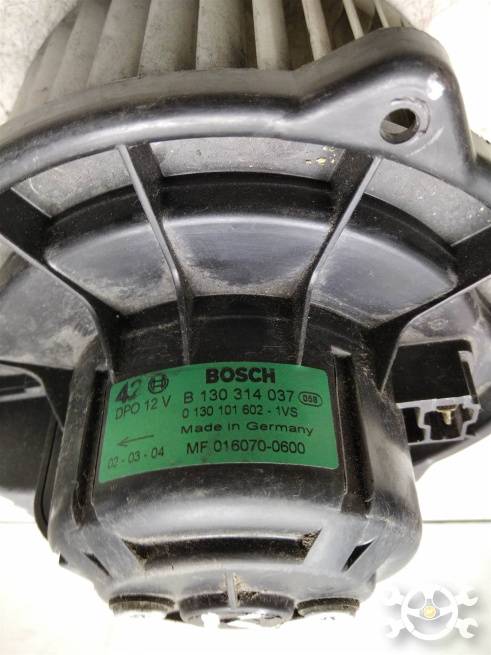 42 BOSCH
DPO 12 V B 130 314 037 058
0 130 101 602 - 1VS
Made in Germany
02 - 03 - 04 MF 016070-0600